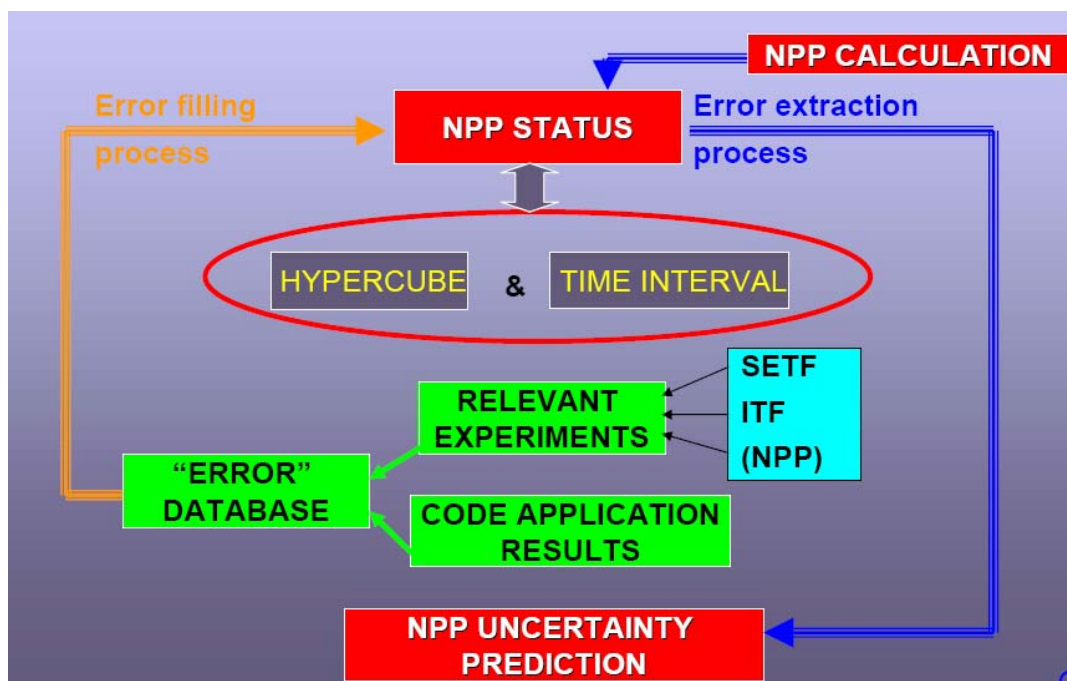 NPP CALCULATION
Error filling
process
NPP STATUS
Error extraction
process
HYPERCUBE & TIME INTERVAL
SETF
ITF
(NPP)
RELEVANT
EXPERIMENTS
“ERROR”
DATABASE
CODE APPLICATION
RESULTS
NPP UNCERTAINTY
PREDICTION